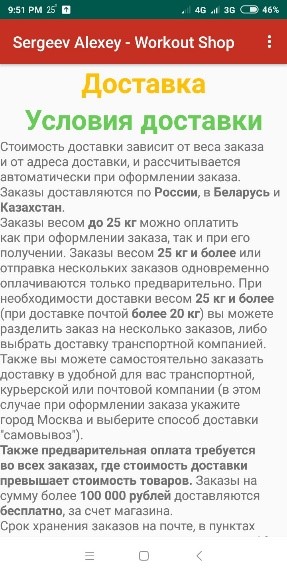 9:51 PM 25° 4G 3G 46%
Sergeev Alexey - Workout Shop
Доставка
Условия доставки
Стоимость доставки зависит от веса заказа
и от адреса доставки, и рассчитывается
автоматически при оформлении заказа.
Заказы доставляются по России, в Беларусь и
Казахстан.
Заказы весом до 25 кг можно оплатить
как при оформлении заказа, так и при его
получении. Заказы весом 25 кг и более или
отправка нескольких заказов одновременно
оплачиваются только предварительно. При
необходимости доставки весом 25 кг и более
(при доставке почтой более 20 кг) вы можете
разделить заказ на несколько заказов, либо
выбрать доставку транспортной компанией.
Также вы можете самостоятельно заказать
доставку в удобной для вас транспортной,
курьерской или почтовой компании (в этом
случае при оформлении заказа укажите
город Москва и выберите способ доставки
"самовывоз").
Также предварительная оплата требуется
во всех заказах, где стоимость доставки
превышает стоимость товаров. Заказы на
сумму более 100 000 рублей доставляются
бесплатно, за счет магазина.
Срок хранения заказов на почте, в пунктах